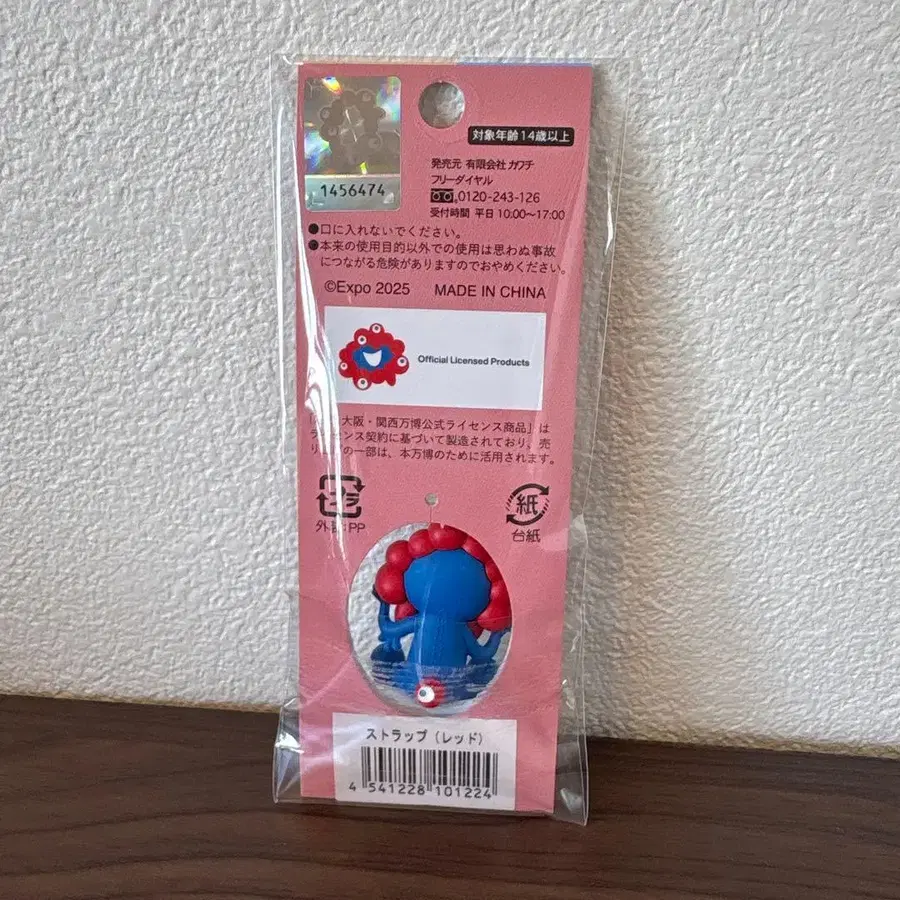 1456474
対象年齢14歳以上
発売元 有限会社 カワチ
フリーダイヤル
0120-243-126
受付時間 平日 10:00〜17:00
●口に入れないでください。
●本来の使用目的以外での使用は思わぬ事故
につながる危険がありますのでおやめください。
©Expo 2025 MADE IN CHINA
Official Licensed Products
大阪・関西万博公式ライセンス商品」は
センス契約に基づいて製造されており、売
の一部は、本万博のために活用されます。
プラ
外 PP
紙
台紙
ストラップ（レッド）
4 541228 101224